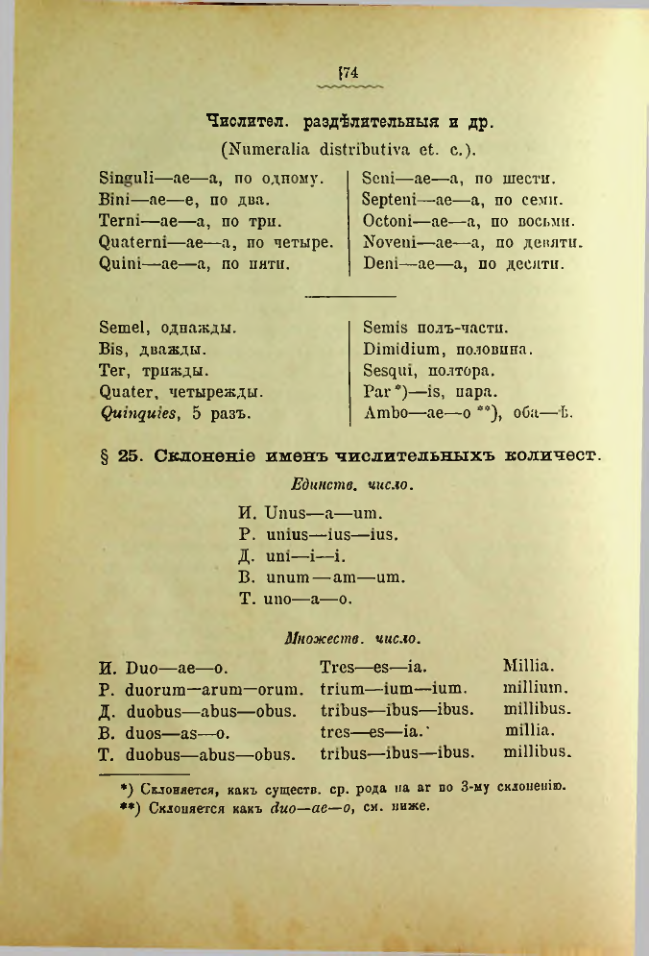 74
Числител. раздѣлительныя и др.
(Numeralia distributiva et. c.).
Singuli—ae—a, по одному.
Bini—ae—e, по два.
Terni—ae—a, по три.
Quaterni—ae—a, по четыре.
Quini—ae—a, по пяти.
Seni—ae—a, по шести.
Septeni—ae—a, по семи.
Octoni—ae—a, по восьми.
Noveni—ae—a, по девяти.
Deni—ae—a, по десяти.
Semel, однажды.
Bis, дважды.
Ter, трижды.
Quater, четырежды.
Quinquies, 5 разъ.
Semis полъ-части.
Dimidium, половина.
Sesqui, полтора.
Par *)—is, пара.
Ambo—ae—o **), оба—ѣ.
§ 25. Склоненіе именъ числительныхъ количест.
Единств. число.
И. Unus—a—um.
Р. unius—ius—ius.
Д. uni—i—i.
В. unum—am—um.
Т. uno—a—o.
Множеств. число.
И. Duo—ae—o. Tres—es—ia. Millia.
Р. duorum—arum—orum. trium—ium—ium. millium.
Д. duobus—abus—obus. tribus—ibus—ibus. millibus.
В. duos—as—o. tres—es—ia. millia.
Т. duobus—abus—obus. tribus—ibus—ibus. millibus.
*) Склоняется, какъ существ. ср. рода на ar по 3-му склоненію.
**) Склоняется какъ duo—ae—o, см. ниже.